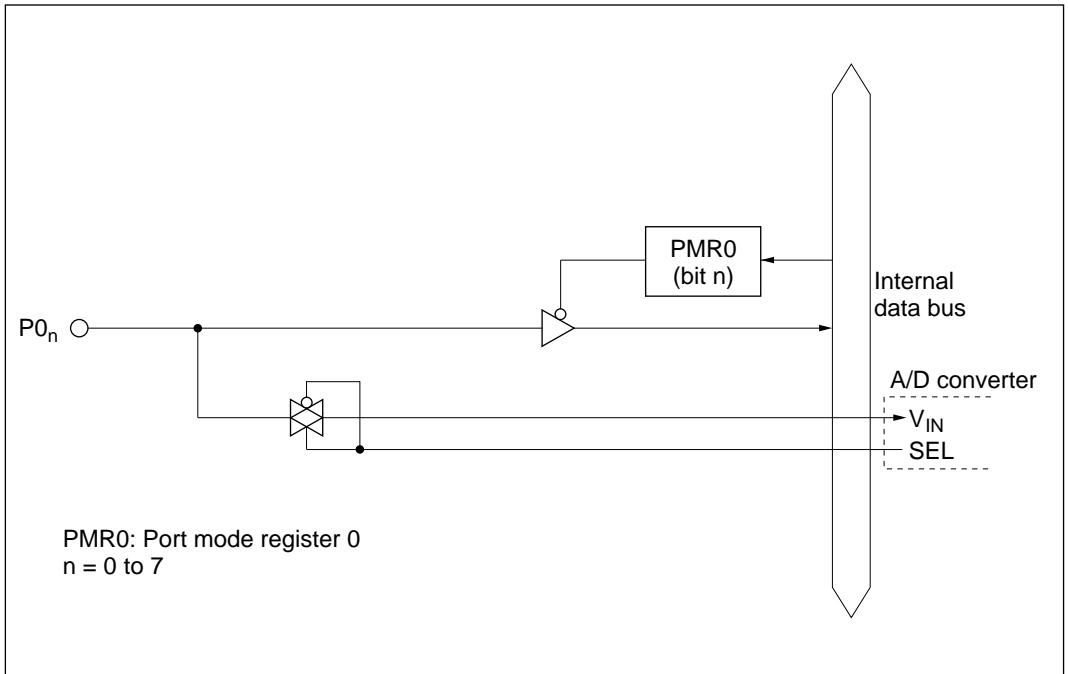 PMR0
(bit n)
Internal
data bus
P0n
A/D converter
VIN
SEL
PMR0: Port mode register 0
n = 0 to 7